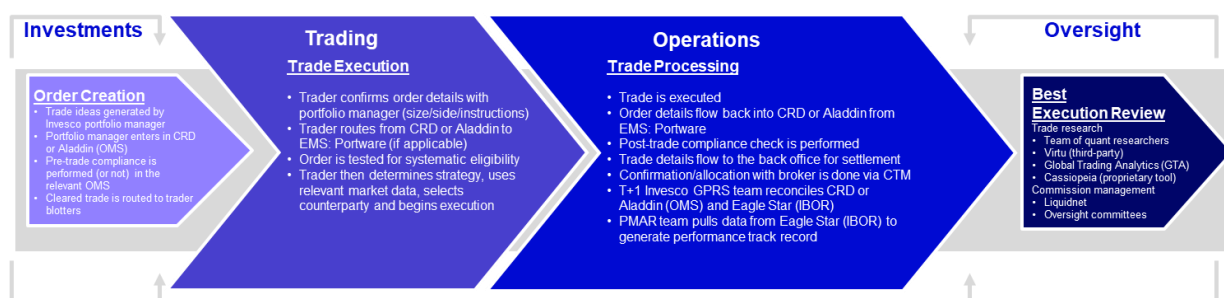 Investments
Order Creation
• Trade ideas generated by
Invesco portfolio manager
• Portfolio manager enters in CRD
or Aladdin (OMS)
• Pre-trade compliance is
performed (or not) in the
relevant OMS
• Cleared trade is routed to trader
blotters
Trading
Trade Execution
• Trader confirms order details with
portfolio manager (size/side/instructions)
• Trader routes from CRD or Aladdin to
EMS: Portware (if applicable)
• Order is tested for systematic eligibility
• Trader then determines strategy, uses
relevant market data, selects
counterparty and begins execution
Operations
Trade Processing
• Trade is executed
• Order details flow back into CRD or Aladdin from
EMS: Portware
• Post-trade compliance check is performed
• Trade details flow to the back office for settlement
• Confirmation/allocation with broker is done via CTM
• T+1 Invesco GPRS team reconciles CRD or
Aladdin (OMS) and Eagle Star (IBOR)
• PMAR team pulls data from Eagle Star (IBOR) to
generate performance track record
Oversight
Best
Execution Review
Trade research
• Team of quant researchers
• Virtu (third-party)
• Global Trading Analytics (GTA)
• Cassiopeia (proprietary tool)
Commission management
• Liquidnet
• Oversight committees